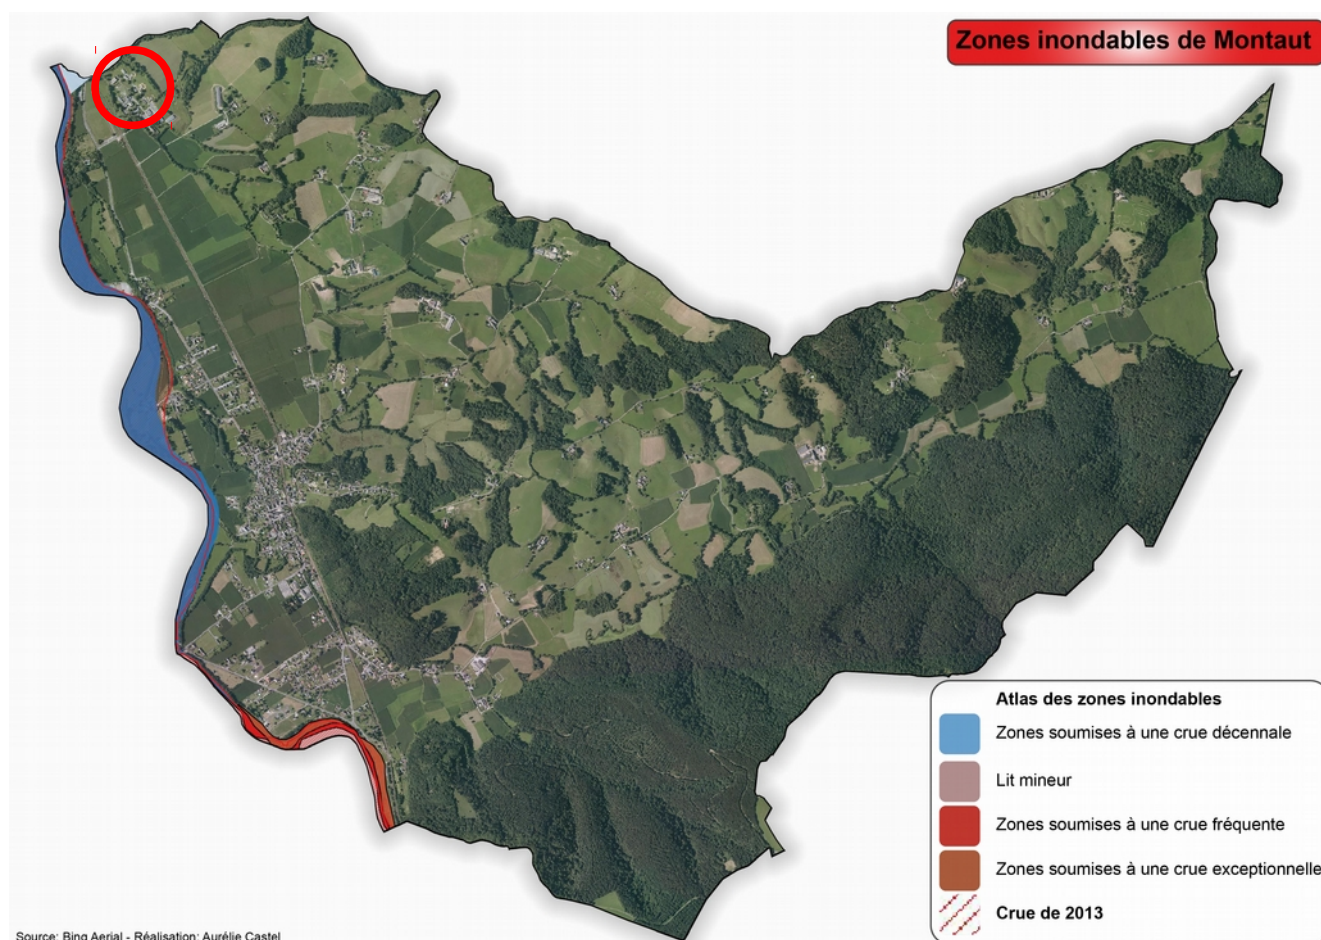 Zones inondables de Montaut
Atlas des zones inondables
Zones soumises à une crue décennale
Lit mineur
Zones soumises à une crue fréquente
Zones soumises à une crue exceptionnelle
Crue de 2013
Source: Bing Aerial - Réalisation: Aurélie Castel